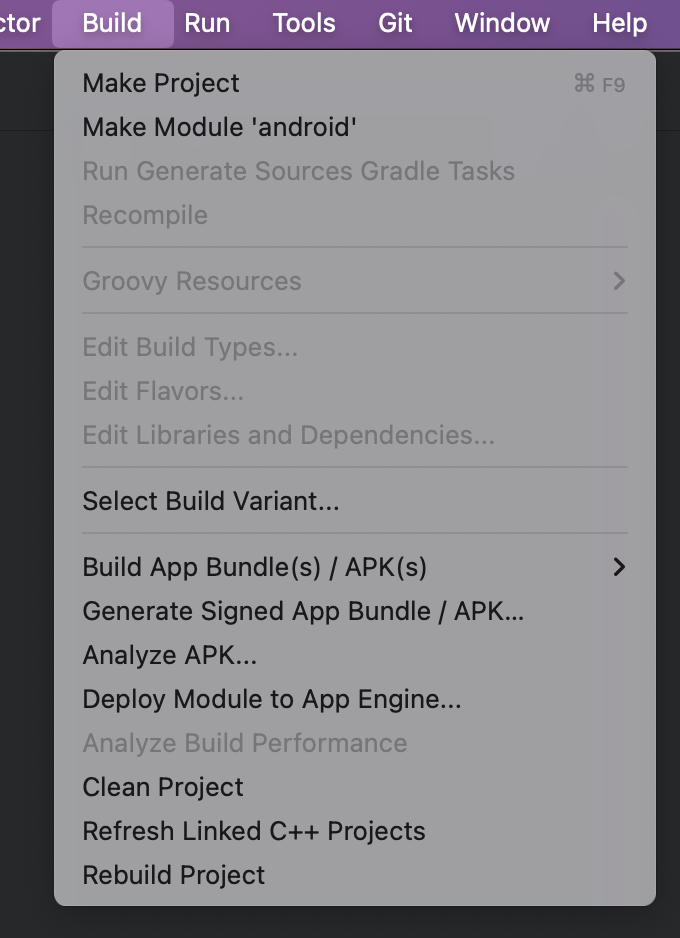 ctor Build Run Tools Git Window Help
Make Project ⌘ F9
Make Module 'android'
Run Generate Sources Gradle Tasks
Recompile
Groovy Resources
Edit Build Types...
Edit Flavors...
Edit Libraries and Dependencies...
Select Build Variant...
Build App Bundle(s) / APK(s)
Generate Signed App Bundle / APK...
Analyze APK...
Deploy Module to App Engine...
Analyze Build Performance
Clean Project
Refresh Linked C++ Projects
Rebuild Project